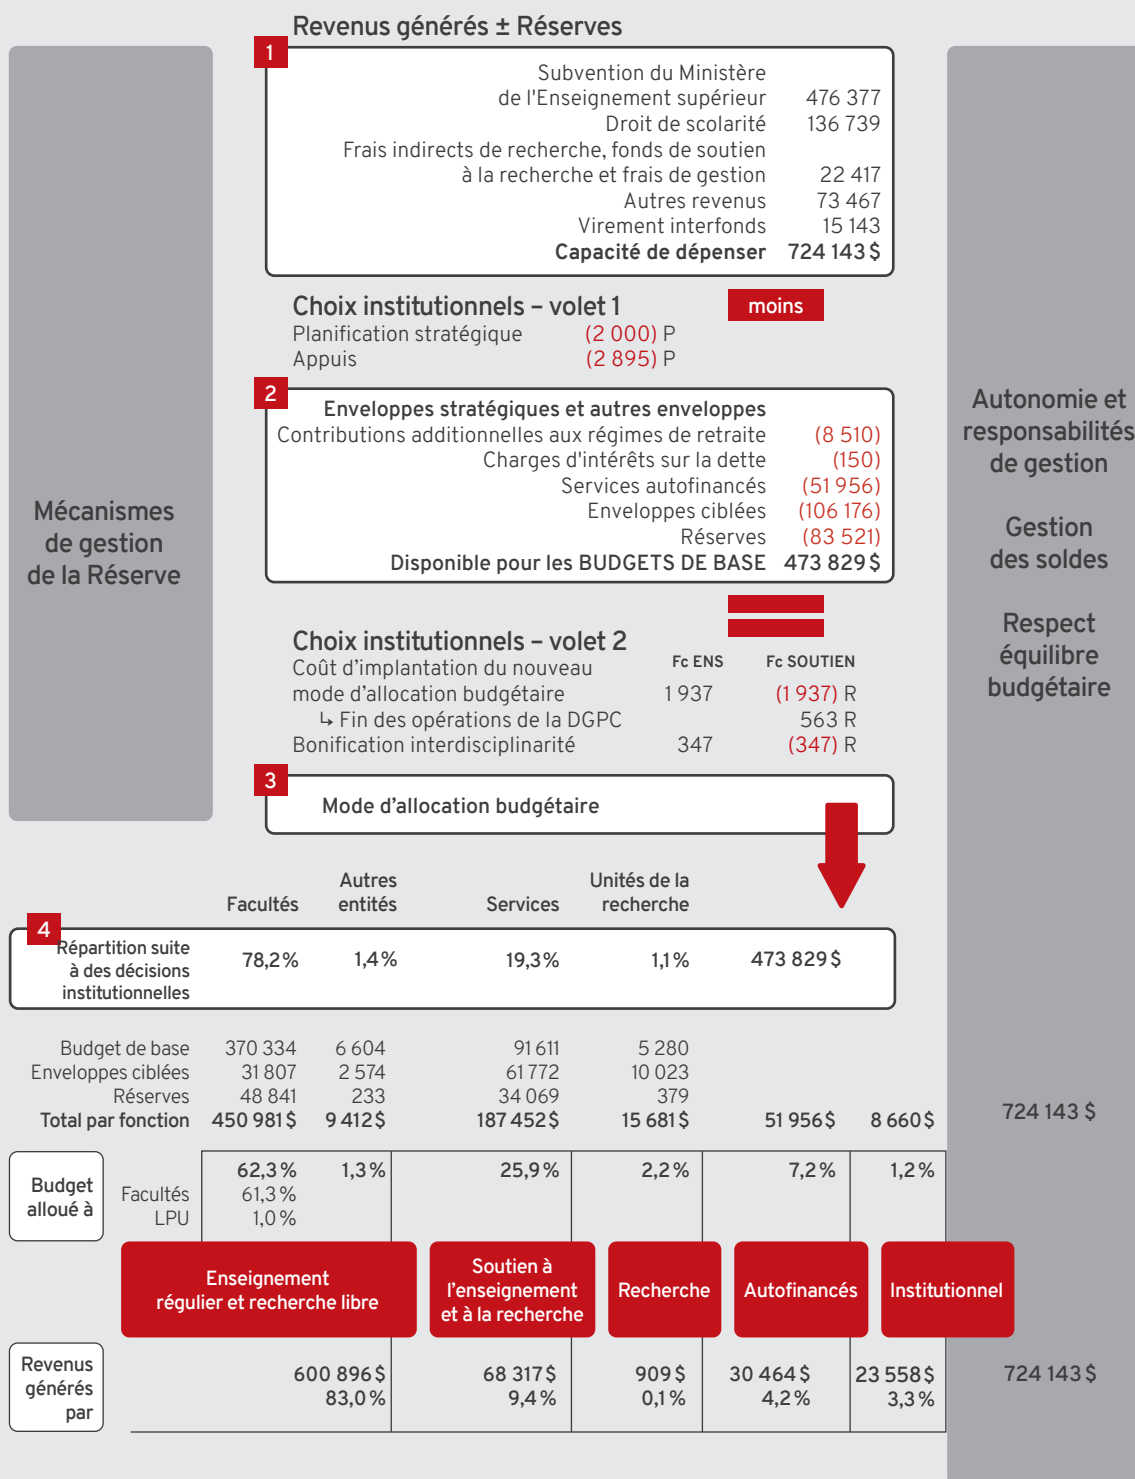 Revenus générés ± Réserves
1
Subvention du Ministère
de l'Enseignement supérieur 476 377
Droit de scolarité 136 739
Frais indirects de recherche, fonds de soutien
à la recherche et frais de gestion 22 417
Autres revenus 73 467
Virement interfonds 15 143
Capacité de dépenser 724 143 $
Choix institutionnels – volet 1 moins
Planification stratégique (2 000) P
Appuis (2 895) P
2
Enveloppes stratégiques et autres enveloppes
Contributions additionnelles aux régimes de retraite (8 510)
Charges d'intérêts sur la dette (150)
Services autofinancés (51 956)
Enveloppes ciblées (106 176)
Réserves (83 521)
Disponible pour les BUDGETS DE BASE 473 829 $
Mécanismes
de gestion
de la Réserve
Autonomie et
responsabilités
de gestion
Gestion
des soldes
Respect
équilibre
budgétaire
Choix institutionnels – volet 2
Coût d’implantation du nouveau Fc ENS Fc SOUTIEN
mode d’allocation budgétaire 1 937 (1 937) R
↳ Fin des opérations de la DGPC 563 R
Bonification interdisciplinarité 347 (347) R
3
Mode d’allocation budgétaire
Autres Unités de la
Facultés entités Services recherche
4
Répartition suite
à des décisions 78,2 % 1,4 % 19,3 % 1,1 % 473 829 $
institutionnelles
Budget de base 370 334 6 604 91 611 5 280
Enveloppes ciblées 31 807 2 574 61 772 10 023
Réserves 48 841 233 34 069 379
Total par fonction 450 981 $ 9 412 $ 187 452 $ 15 681 $ 51 956 $ 8 660 $ 724 143 $
Budget
alloué à
62,3 % 1,3 % 25,9 % 2,2 % 7,2 % 1,2 %
Facultés 61,3 %
LPU 1,0 %
Enseignement
régulier et recherche libre
Soutien à
l’enseignement
et à la recherche
Recherche
Autofinancés
Institutionnel
Revenus
générés
par
600 896 $ 68 317 $ 909 $ 30 464 $ 23 558 $ 724 143 $
83,0 % 9,4 % 0,1 % 4,2 % 3,3 %